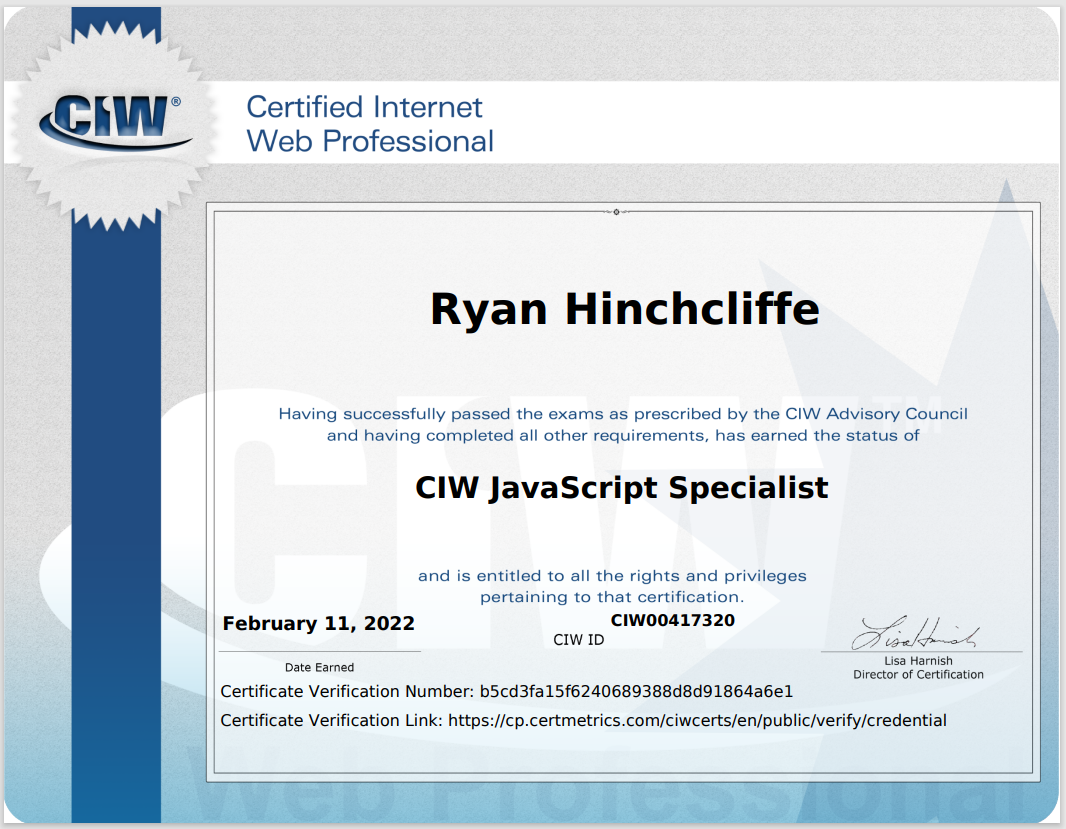 CIW®
Certified Internet
Web Professional
Ryan Hinchcliffe
Having successfully passed the exams as prescribed by the CIW Advisory Council
and having completed all other requirements, has earned the status of
CIW JavaScript Specialist
and is entitled to all the rights and privileges
pertaining to that certification.
February 11, 2022
Date Earned
CIW00417320
CIW ID
Lisa Harnish
Lisa Harnish
Director of Certification
Certificate Verification Number: b5cd3fa15f6240689388d8d91864a6e1
Certificate Verification Link: https://cp.certmetrics.com/ciwcerts/en/public/verify/credential
CIW™
Web Professional